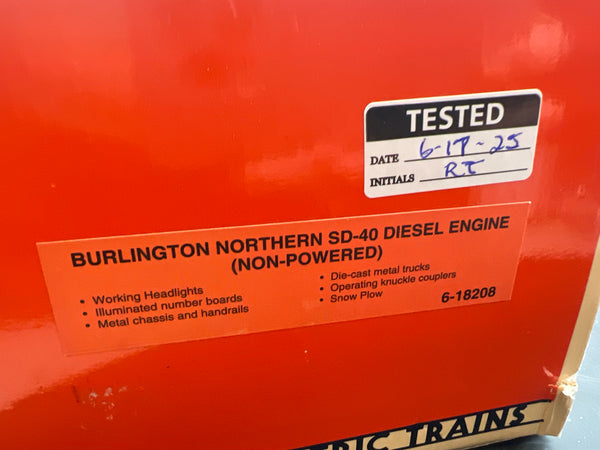 TESTED
DATE 6-17-25
INITIALS R.T
BURLINGTON NORTHERN SD-40 DIESEL ENGINE
(NON-POWERED)
• Working Headlights
• Illuminated number boards
• Metal chassis and handrails
• Die-cast metal trucks
• Operating knuckle couplers
• Snow Plow
6-18208
TRIC TRAINS